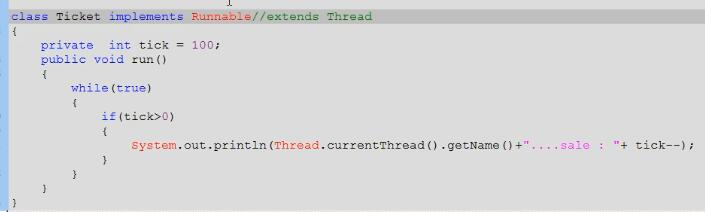 class Ticket implements Runnable//extends Thread
{
    private  int tick = 100;
    public void run()
    {
        while(true)
        {
            if(tick>0)
            {
                System.out.println(Thread.currentThread().getName()+"....sale : "+ tick--);
            }
        }
    }
}